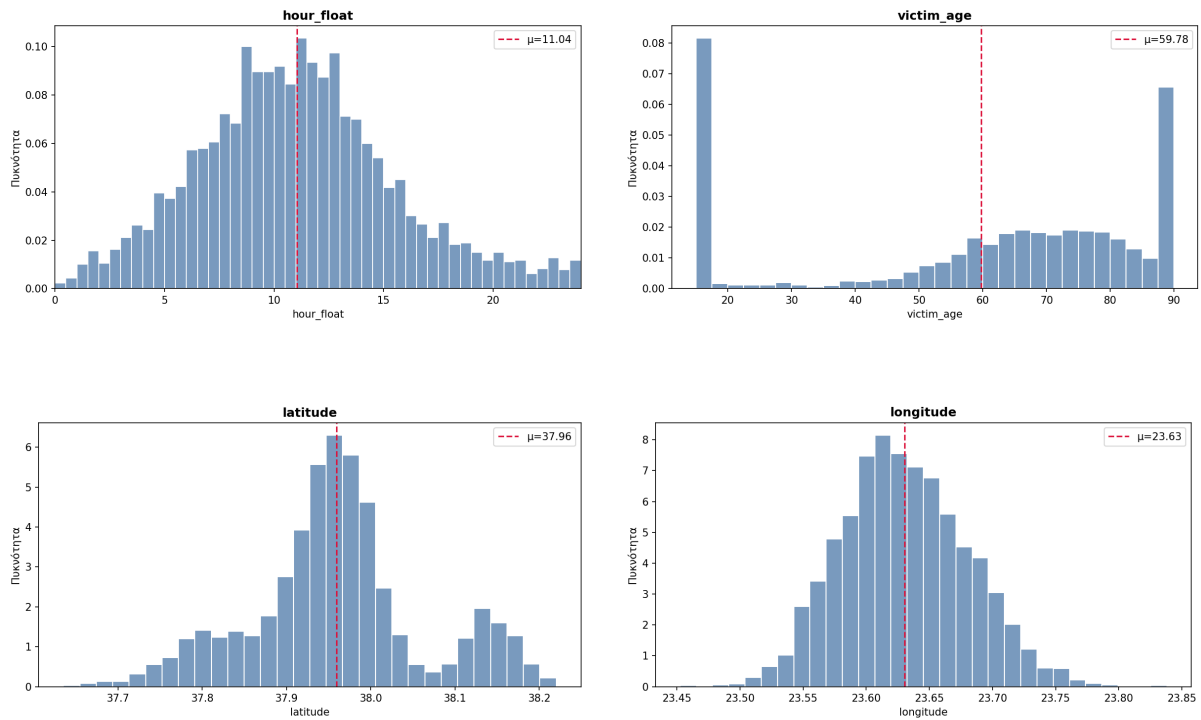 hour_float
μ=11.04
Πυκνότητα
0.10
0.08
0.06
0.04
0.02
0.00
0 5 10 15 20
hour_float
victim_age
μ=59.78
Πυκνότητα
0.08
0.07
0.06
0.05
0.04
0.03
0.02
0.01
0.00
20 30 40 50 60 70 80 90
victim_age
latitude
μ=37.96
Πυκνότητα
6
5
4
3
2
1
0
37.7 37.8 37.9 38.0 38.1 38.2
latitude
longitude
μ=23.63
Πυκνότητα
8
7
6
5
4
3
2
1
0
23.45 23.50 23.55 23.60 23.65 23.70 23.75 23.80 23.85
longitude